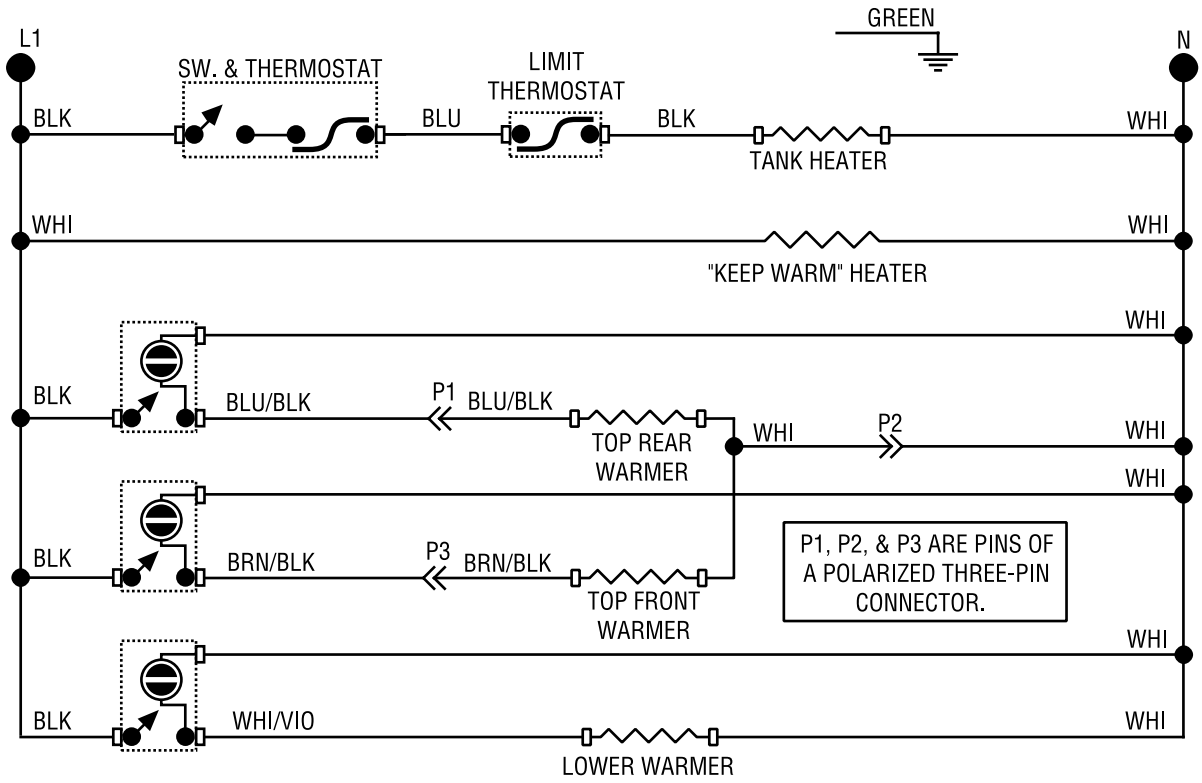 GREEN
L1
N
SW. & THERMOSTAT
LIMIT
THERMOSTAT
BLK
BLU
BLK
WHI
TANK HEATER
WHI
WHI
"KEEP WARM" HEATER
WHI
BLK
BLU/BLK
P1
BLU/BLK
TOP REAR
WARMER
WHI
P2
WHI
WHI
BLK
BRN/BLK
P3
BRN/BLK
TOP FRONT
WARMER
P1, P2, & P3 ARE PINS OF
A POLARIZED THREE-PIN
CONNECTOR.
WHI
BLK
WHI/VIO
WHI
LOWER WARMER